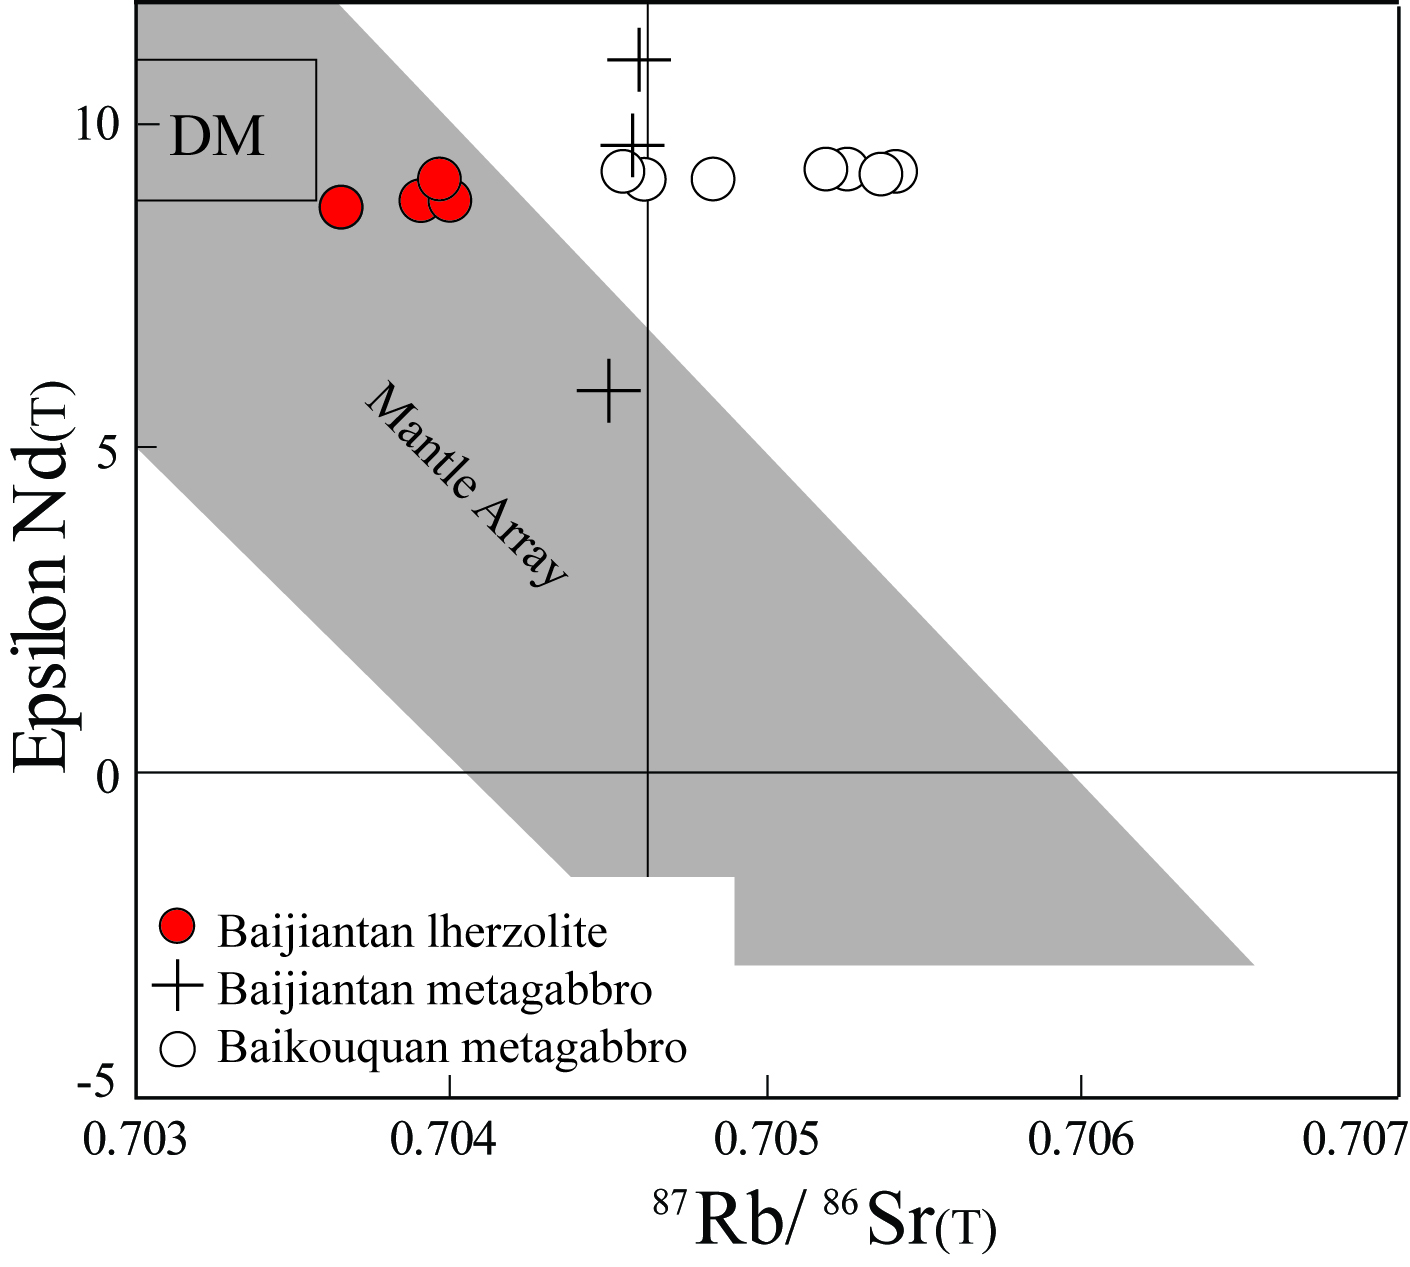 10
DM
Mantle Array
5
Epsilon Nd(T)
0
Baijiantan lherzolite
Baijiantan metagabbro
Baikouquan metagabbro
-5
0.703 0.704 0.705 0.706 0.707
87Rb/ 86Sr(T)